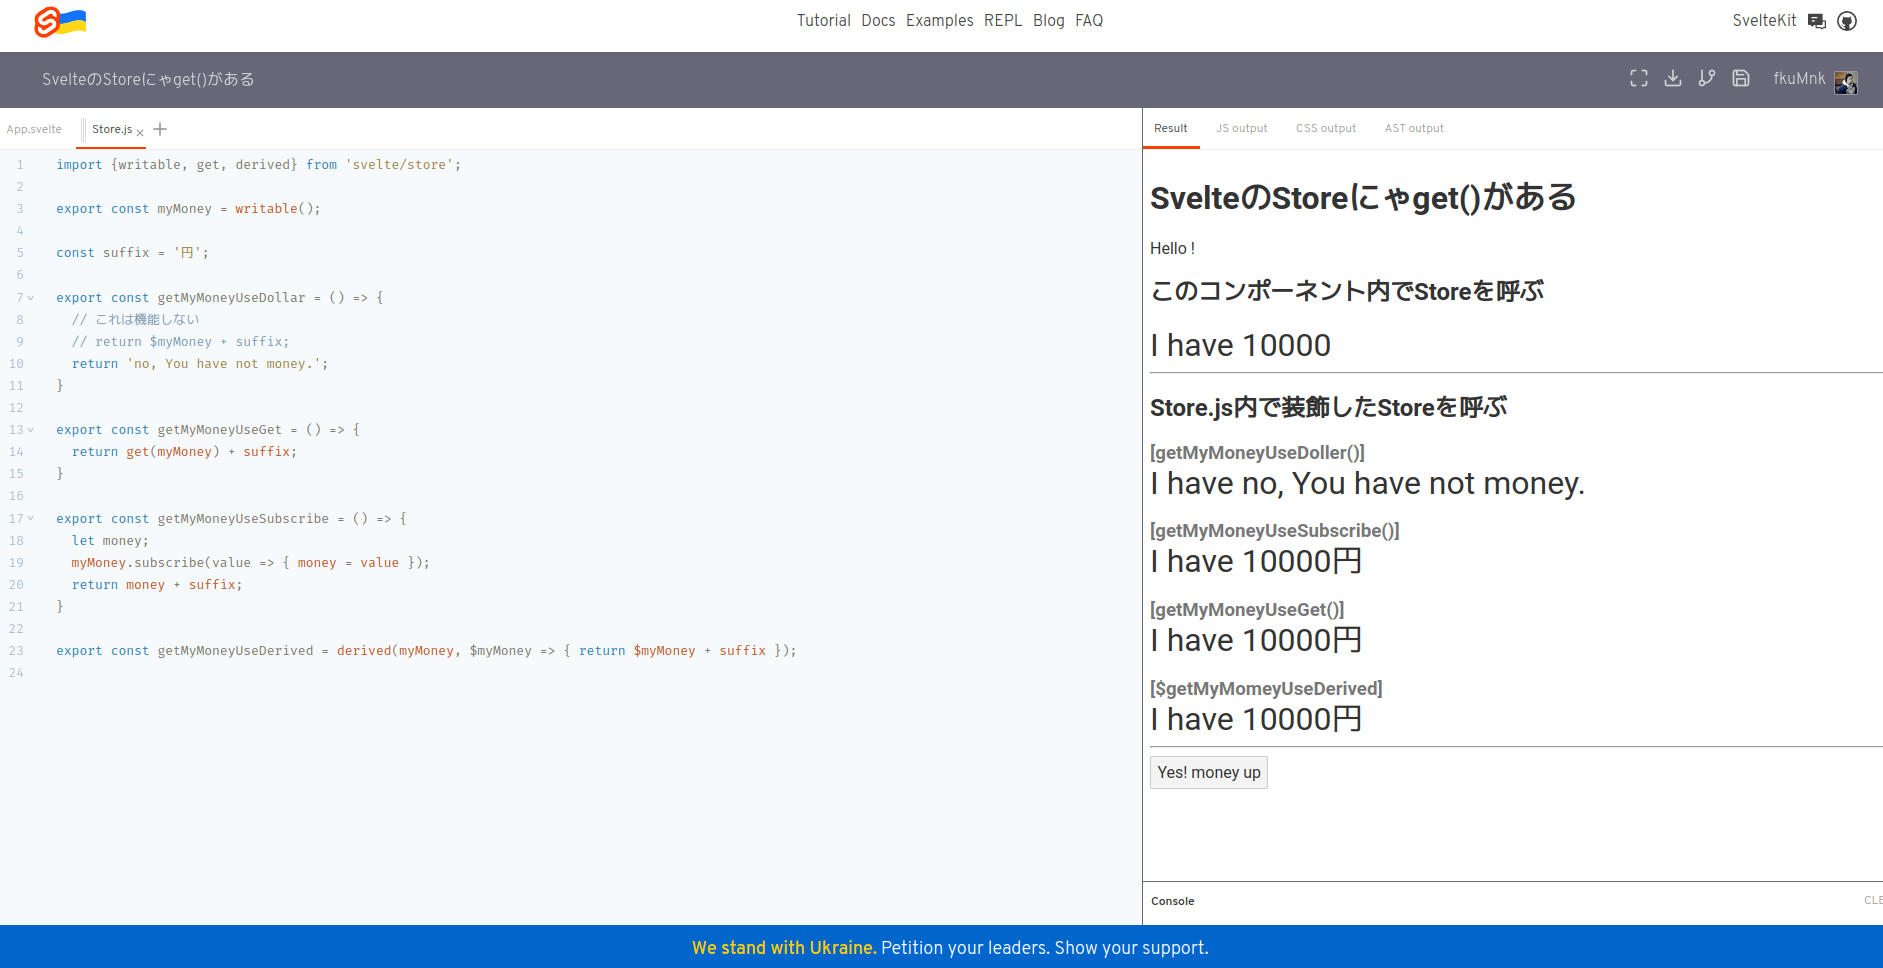 Tutorial Docs Examples REPL Blog FAQ
SvelteKit
SvelteのStoreにゃget()がある
fkuMnk
App.svelte
Store.js
Result
JS output
CSS output
AST output
1 import {writable, get, derived} from 'svelte/store';
2
3 export const myMoney = writable();
4
5 const suffix = '円';
6
7 export const getMyMoneyUseDollar = () => {
8 // これは機能しない
9 // return $myMoney + suffix;
10 return 'no, You have not money.';
11 }
12
13 export const getMyMoneyUseGet = () => {
14 return get(myMoney) + suffix;
15 }
16
17 export const getMyMoneyUseSubscribe = () => {
18 let money;
19 myMoney.subscribe(value => { money = value });
20 return money + suffix;
21 }
22
23 export const getMyMoneyUseDerived = derived(myMoney, $myMoney => { return $myMoney + suffix });
24
SvelteのStoreにゃget()がある
Hello !
このコンポーネント内でStoreを呼ぶ
I have 10000
Store.js内で装飾したStoreを呼ぶ
[getMyMoneyUseDoller()]
I have no, You have not money.
[getMyMoneyUseSubscribe()]
I have 10000円
[getMyMoneyUseGet()]
I have 10000円
[$getMyMomeyUseDerived]
I have 10000円
Yes! money up
Console
CLE
We stand with Ukraine. Petition your leaders. Show your support.